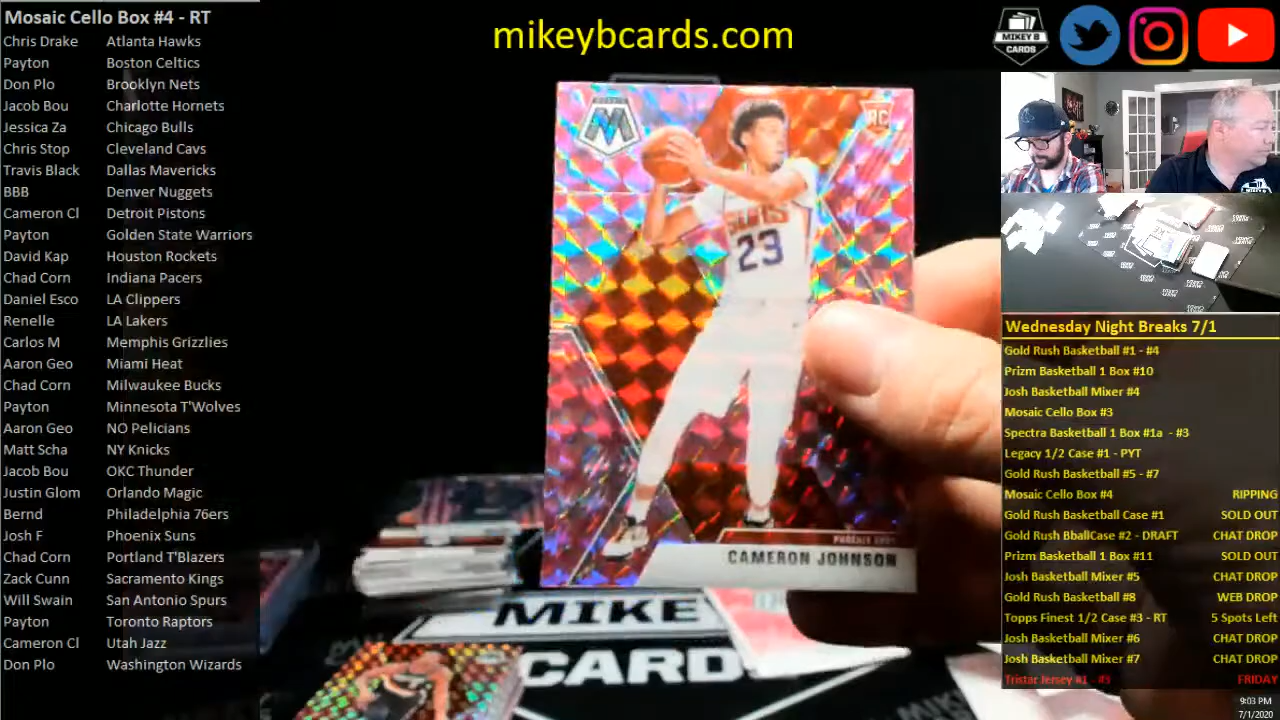 Mosaic Cello Box #4 - RT
Chris Drake Atlanta Hawks
Payton Boston Celtics
Don Plo Brooklyn Nets
Jacob Bou Charlotte Hornets
Jessica Za Chicago Bulls
Chris Stop Cleveland Cavs
Travis Black Dallas Mavericks
BBB Denver Nuggets
Cameron Cl Detroit Pistons
Payton Golden State Warriors
David Kap Houston Rockets
Chad Corn Indiana Pacers
Daniel Esco LA Clippers
Renelle LA Lakers
Carlos M Memphis Grizzlies
Aaron Geo Miami Heat
Chad Corn Milwaukee Bucks
Payton Minnesota T'Wolves
Aaron Geo NO Pelicians
Matt Scha NY Knicks
Jacob Bou OKC Thunder
Justin Glom Orlando Magic
Bernd Philadelphia 76ers
Josh F Phoenix Suns
Chad Corn Portland T'Blazers
Zack Cunn Sacramento Kings
Will Swain San Antonio Spurs
Payton Toronto Raptors
Cameron Cl Utah Jazz
Don Plo Washington Wizards
mikeybcards.com
MIKEY B
CARDS
M
RC
SUNS
23
PHOENIX SUNS
CAMERON JOHNSON
MIKE
CARD
Wednesday Night Breaks 7/1
Gold Rush Basketball #1 - #4
Prizm Basketball 1 Box #10
Josh Basketball Mixer #4
Mosaic Cello Box #3
Spectra Basketball 1 Box #1a - #3
Legacy 1/2 Case #1 - PYT
Gold Rush Basketball #5 - #7
Mosaic Cello Box #4 RIPPING
Gold Rush Basketball Case #1 SOLD OUT
Gold Rush BballCase #2 - DRAFT CHAT DROP
Prizm Basketball 1 Box #11 SOLD OUT
Josh Basketball Mixer #5 CHAT DROP
Gold Rush Basketball #8 WEB DROP
Topps Finest 1/2 Case #3 - RT 5 Spots Left
Josh Basketball Mixer #6 CHAT DROP
Josh Basketball Mixer #7 CHAT DROP
Tristar Jersey #1 - #3 FRIDAY
9:03 PM
7/1/2020